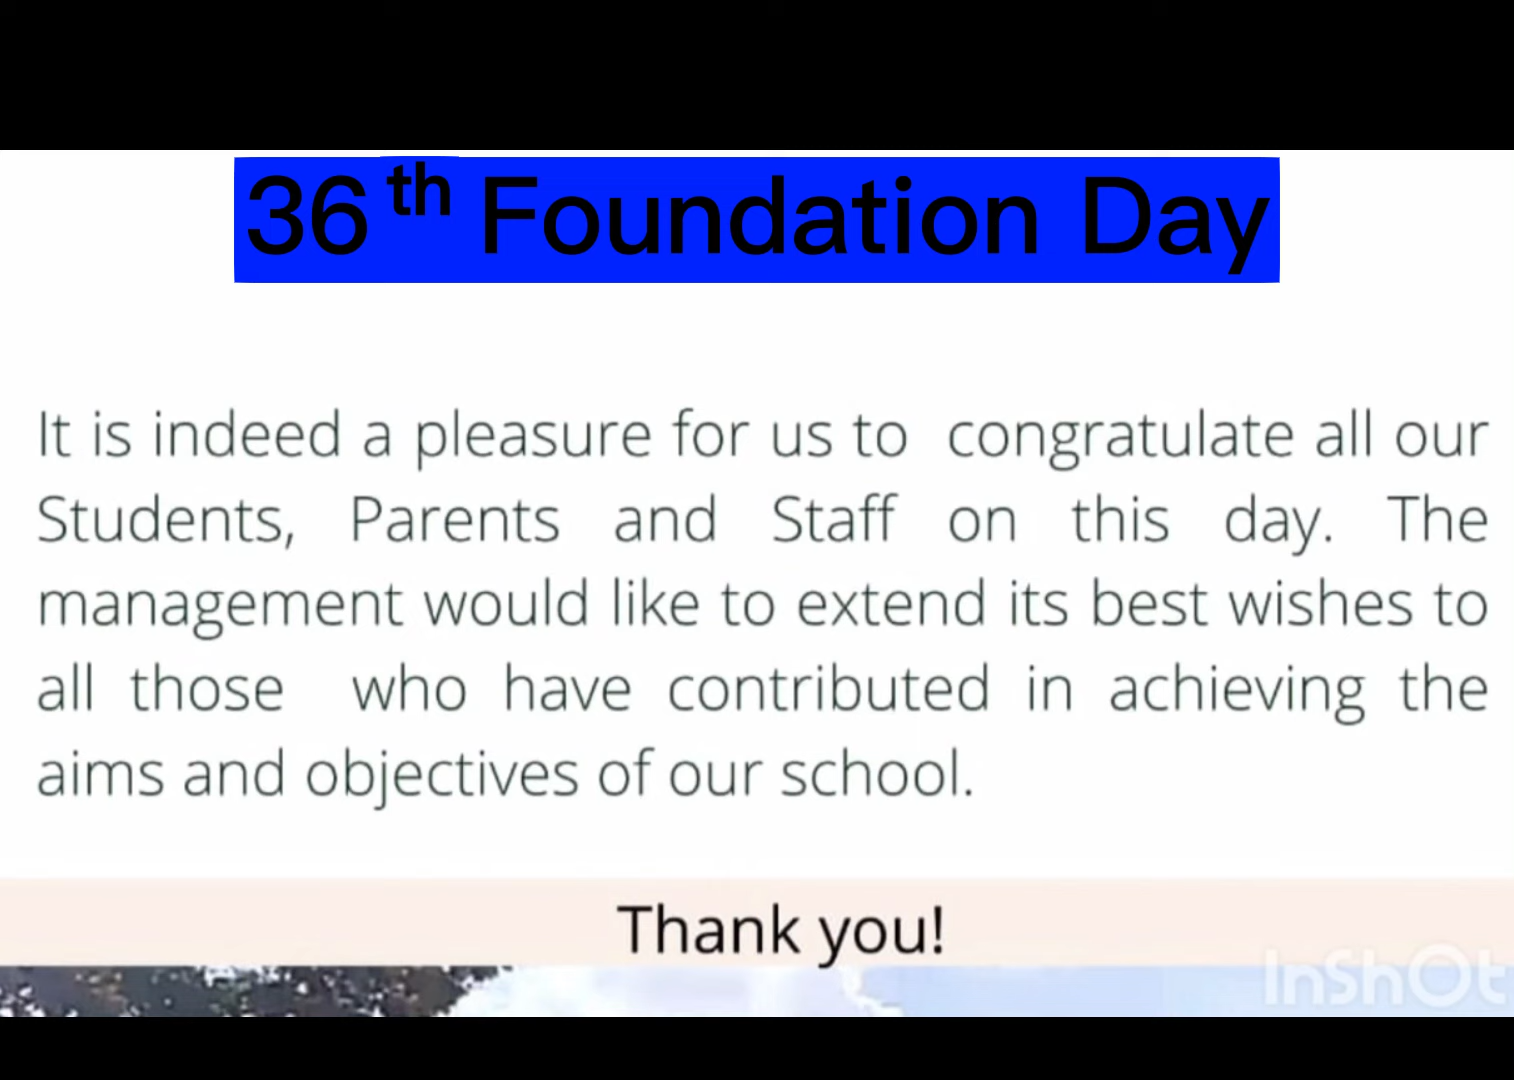 36th Foundation Day
It is indeed a pleasure for us to congratulate all our
Students, Parents and Staff on this day. The
management would like to extend its best wishes to
all those who have contributed in achieving the
aims and objectives of our school.
Thank you!
InShOt